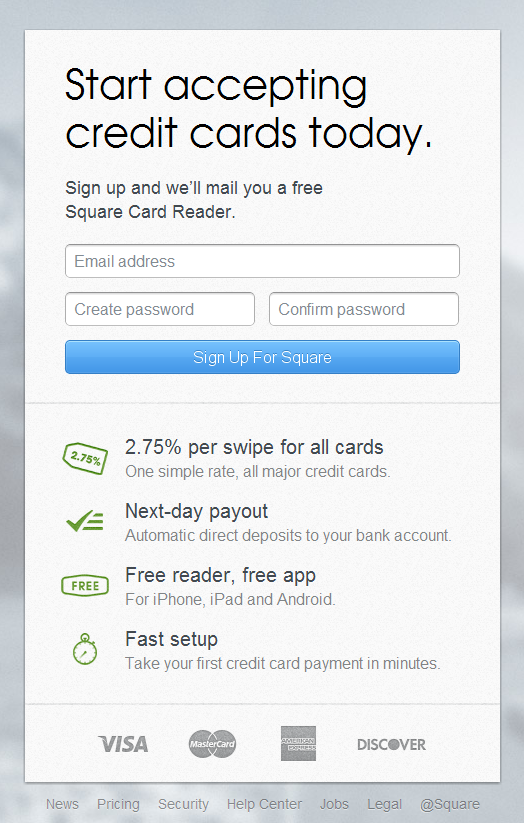 Start accepting
credit cards today.
Sign up and we'll mail you a free
Square Card Reader.
Email address
Create password
Confirm password
Sign Up For Square
2.75%
2.75% per swipe for all cards
One simple rate, all major credit cards.
Next-day payout
Automatic direct deposits to your bank account.
FREE
Free reader, free app
For iPhone, iPad and Android.
Fast setup
Take your first credit card payment in minutes.
VISA
MasterCard
AMERICAN
EXPRESS
DISCOVER
News Pricing Security Help Center Jobs Legal @Square